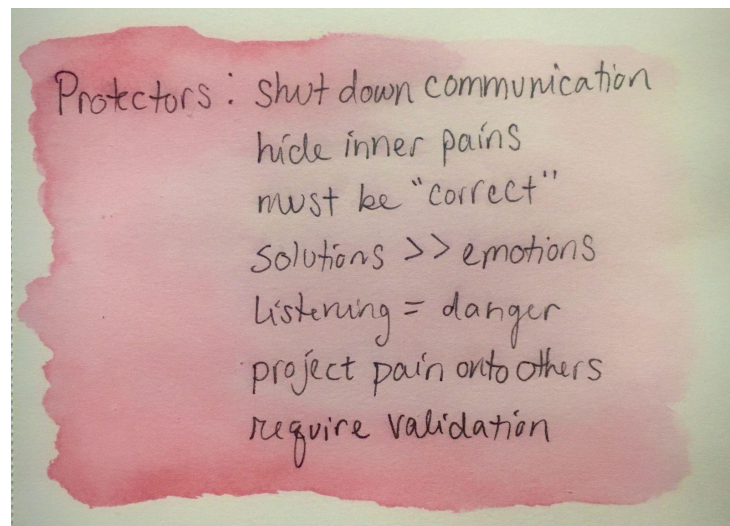 Protectors: shut down communication
hide inner pains
must be "correct"
solutions >> emotions
listening = danger
project pain onto others
require validation